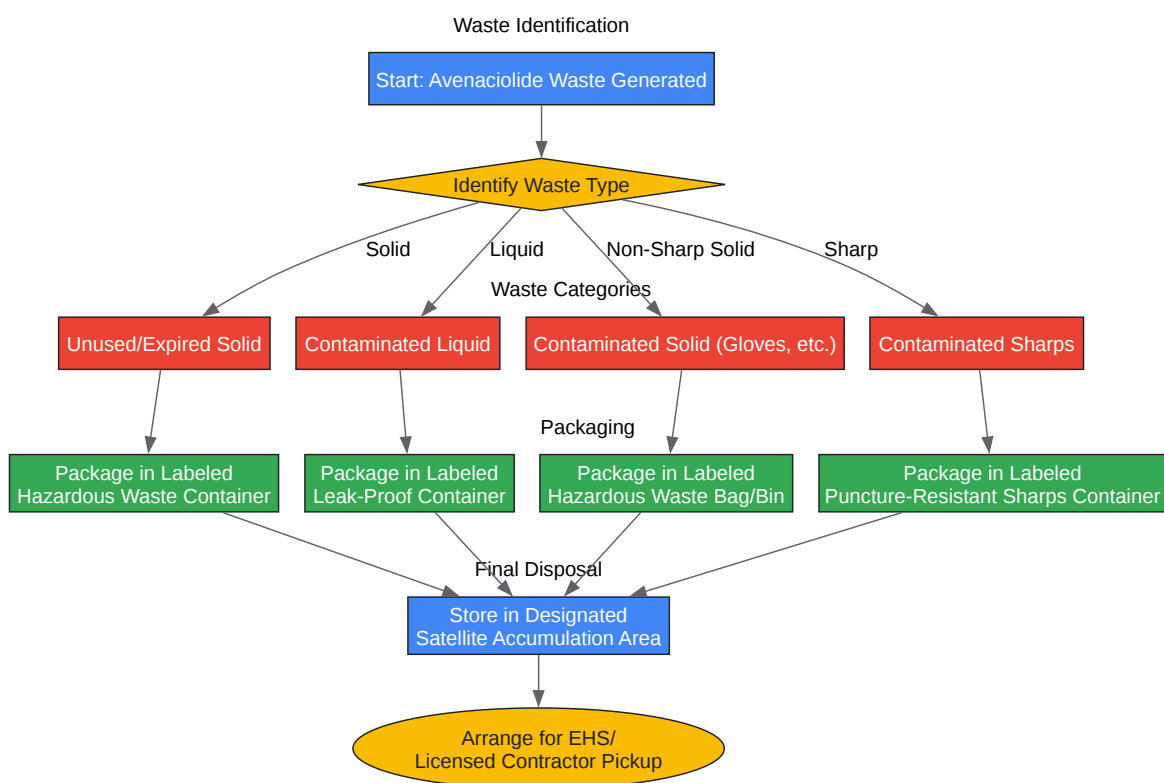 Waste Identification
Start: Avenaciolide Waste Generated
Identify Waste Type
Solid
Liquid
Non-Sharp Solid
Sharp
Waste Categories
Unused/Expired Solid
Contaminated Liquid
Contaminated Solid (Gloves, etc.)
Contaminated Sharps
Packaging
Package in Labeled
Hazardous Waste Container
Package in Labeled
Leak-Proof Container
Package in Labeled
Hazardous Waste Bag/Bin
Package in Labeled
Puncture-Resistant Sharps Container
Final Disposal
Store in Designated
Satellite Accumulation Area
Arrange for EHS/
Licensed Contractor Pickup